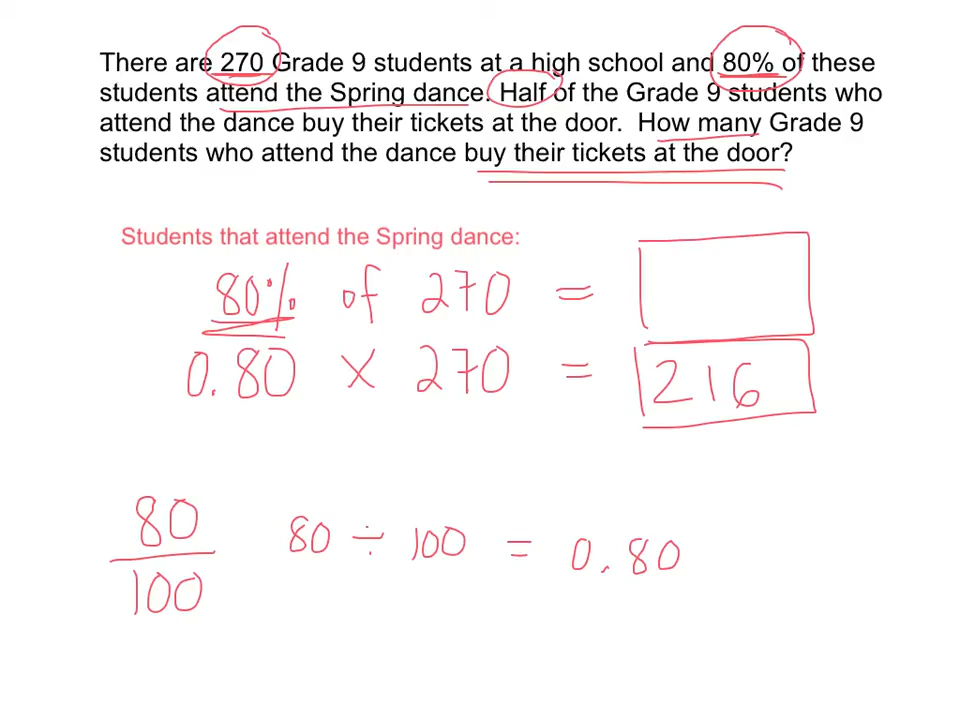 There are 270 Grade 9 students at a high school and 80% of these
students attend the Spring dance. Half of the Grade 9 students who
attend the dance buy their tickets at the door. How many Grade 9
students who attend the dance buy their tickets at the door?
Students that attend the Spring dance:
80% of 270 =
0.80 × 270 = 216
80
100
80 ÷ 100 = 0.80